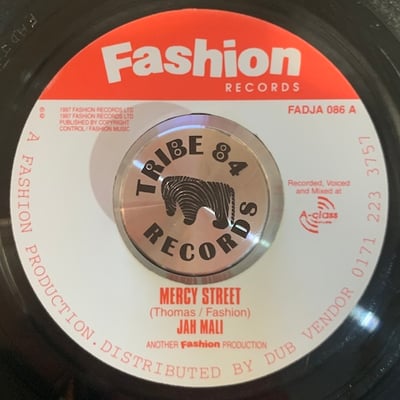 Fashion
RECORDS
FADJA 086 A
℗ 1997 FASHION RECORDS LTD
© 1997 FASHION RECORDS LTD
PUBLISHED BY COPYRIGHT
CONTROL / FASHION MUSIC
TRIBE 84
RECORDS
Recorded, Voiced
and Mixed at
A-class
MERCY STREET
(Thomas / Fashion)
JAH MALI
ANOTHER Fashion PRODUCTION
A FASHION PRODUCTION. DISTRIBUTED BY DUB VENDOR 0171 223 3757